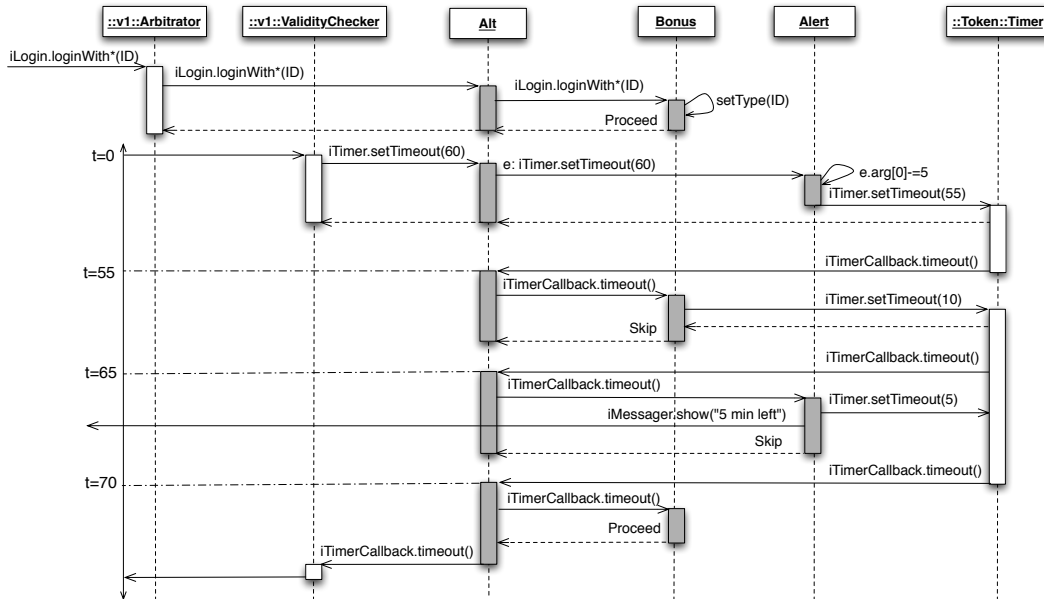 ::v1::Arbitrator
::v1::ValidityChecker
Alt
Bonus
Alert
::Token::Timer
iLogin.loginWith*(ID)
iLogin.loginWith*(ID)
iLogin.loginWith*(ID)
setType(ID)
Proceed
t=0
iTimer.setTimeout(60)
e: iTimer.setTimeout(60)
e.arg[0]-=5
iTimer.setTimeout(55)
iTimerCallback.timeout()
t=55
iTimerCallback.timeout()
iTimer.setTimeout(10)
Skip
iTimerCallback.timeout()
t=65
iTimerCallback.timeout()
iTimer.setTimeout(5)
iMessager.show("5 min left")
Skip
iTimerCallback.timeout()
t=70
iTimerCallback.timeout()
Proceed
iTimerCallback.timeout()